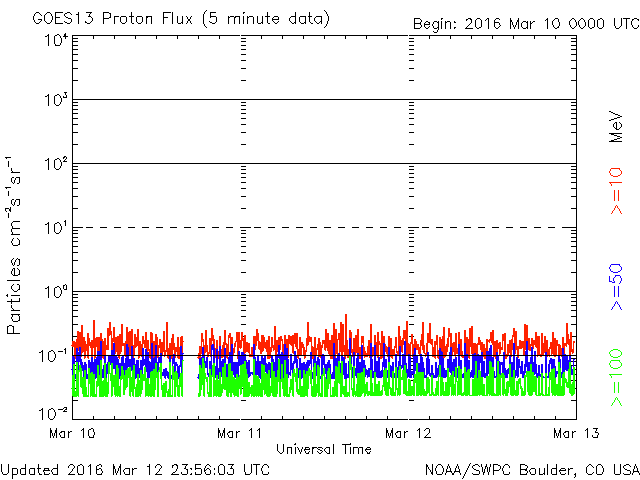 GOES13 Proton Flux (5 minute data)
Begin: 2016 Mar 10 0000 UTC
10⁴
10³
10²
10¹
10⁰
10⁻¹
10⁻²
Particles cm⁻²s⁻¹sr⁻¹
MeV
>=10
>=50
>=100
Mar 10 Mar 11 Mar 12 Mar 13
Universal Time
Updated 2016 Mar 12 23:56:03 UTC NOAA/SWPC Boulder, CO USA